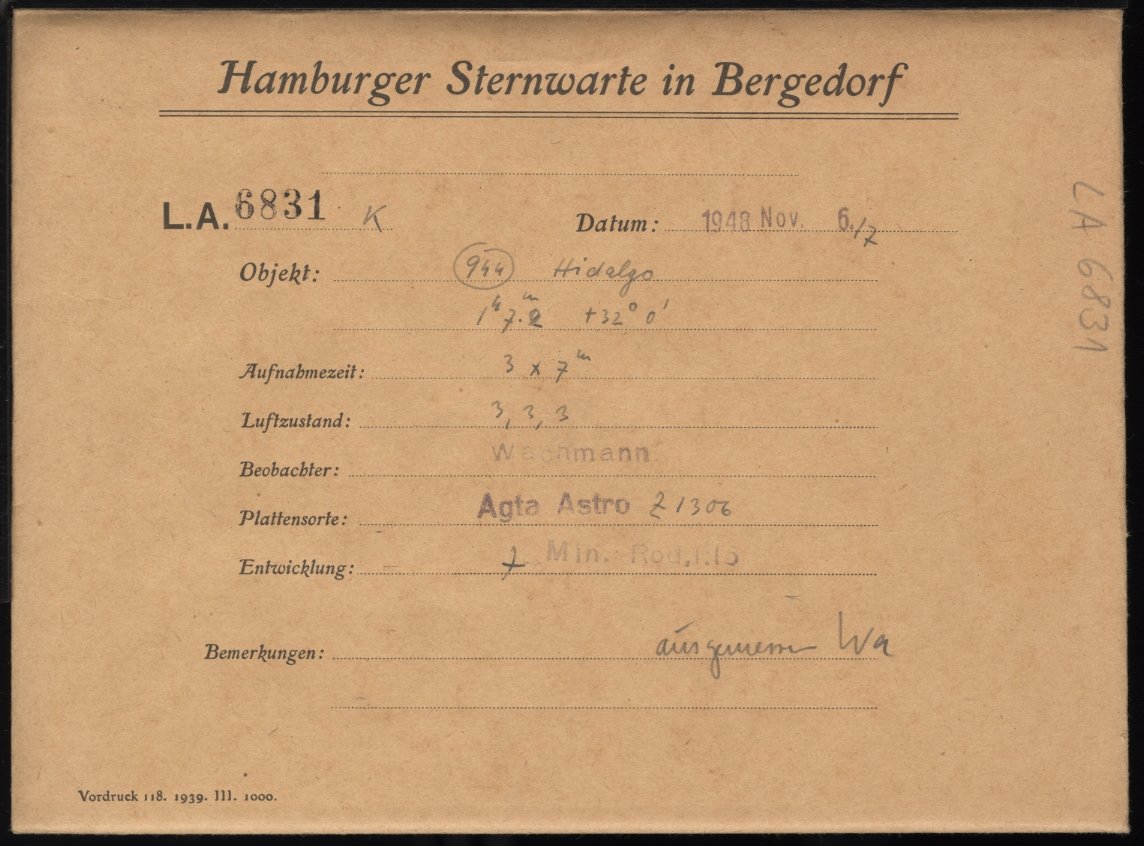 Hamburger Sternwarte in Bergedorf
L.A. 6831 K
Datum: 1948 Nov. 6./7
Objekt: 944 Hidalgo
1h 7.m2 +32° 0'
Aufnahmezeit: 3 x 7m
Luftzustand: 3, 3, 3
Beobachter: Wachmann
Plattensorte: Agfa Astro Z 1306
Entwicklung: 7 Min. Rod. 1:15
Bemerkungen: ausgemessen Wa
Vordruck 118. 1939. III. 1000.
LA 6831